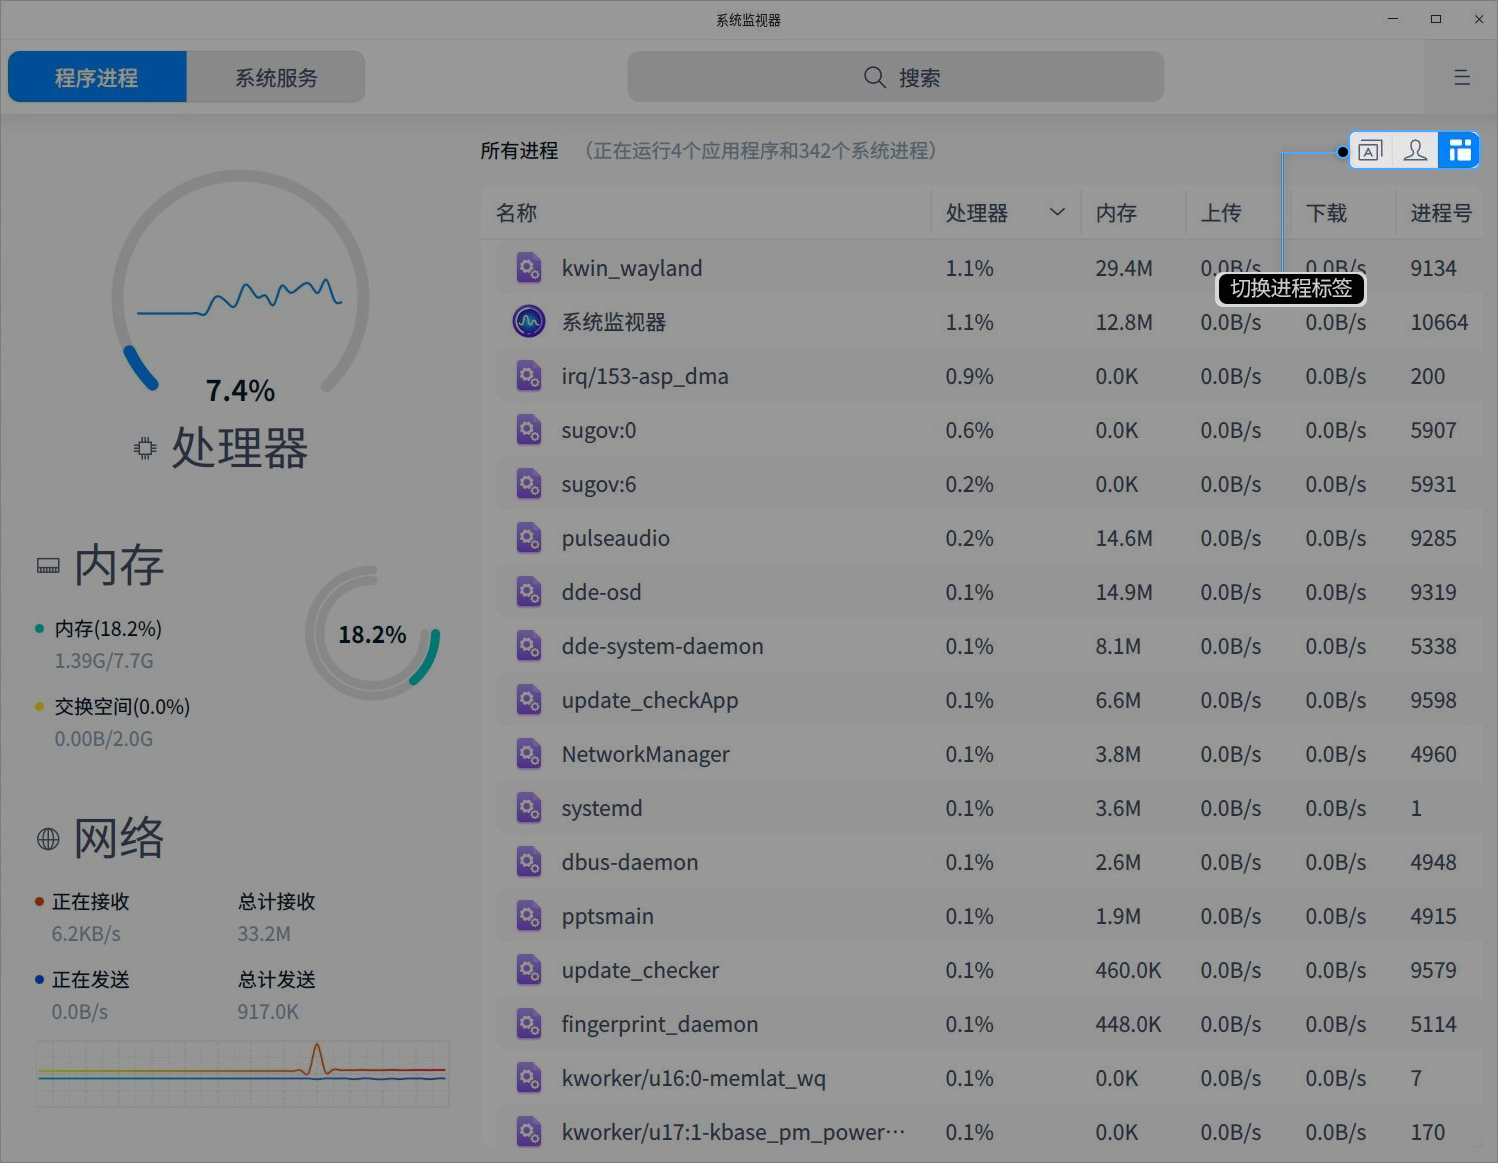 系统监视器
程序进程
系统服务
搜索
所有进程 （正在运行4个应用程序和342个系统进程）
名称 处理器 内存 上传 下载 进程号
kwin_wayland 1.1% 29.4M 0.0B/s 0.0B/s 9134
切换进程标签
系统监视器 1.1% 12.8M 0.0B/s 0.0B/s 10664
irq/153-asp_dma 0.9% 0.0K 0.0B/s 0.0B/s 200
sugov:0 0.6% 0.0K 0.0B/s 0.0B/s 5907
sugov:6 0.2% 0.0K 0.0B/s 0.0B/s 5931
pulseaudio 0.2% 14.6M 0.0B/s 0.0B/s 9285
dde-osd 0.1% 14.9M 0.0B/s 0.0B/s 9319
dde-system-daemon 0.1% 8.1M 0.0B/s 0.0B/s 5338
update_checkApp 0.1% 6.6M 0.0B/s 0.0B/s 9598
NetworkManager 0.1% 3.8M 0.0B/s 0.0B/s 4960
systemd 0.1% 3.6M 0.0B/s 0.0B/s 1
dbus-daemon 0.1% 2.6M 0.0B/s 0.0B/s 4948
pptsmain 0.1% 1.9M 0.0B/s 0.0B/s 4915
update_checker 0.1% 460.0K 0.0B/s 0.0B/s 9579
fingerprint_daemon 0.1% 448.0K 0.0B/s 0.0B/s 5114
kworker/u16:0-memlat_wq 0.1% 0.0K 0.0B/s 0.0B/s 7
kworker/u17:1-kbase_pm_power… 0.1% 0.0K 0.0B/s 0.0B/s 170
7.4%
处理器
内存
内存(18.2%)
1.39G/7.7G
18.2%
交换空间(0.0%)
0.00B/2.0G
网络
正在接收 总计接收
6.2KB/s 33.2M
正在发送 总计发送
0.0B/s 917.0K